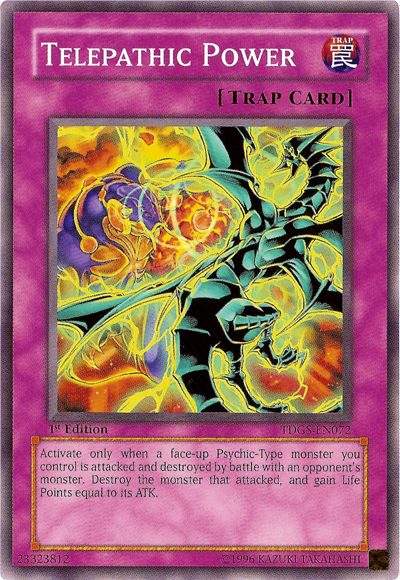 Telepathic Power
TRAP
罠
[Trap Card]
1st Edition
TDGS-EN072
Activate only when a face-up Psychic-Type monster you
control is attacked and destroyed by battle with an opponent's
monster. Destroy the monster that attacked, and gain Life
Points equal to its ATK.
23323812
©1996 KAZUKI TAKAHASHI